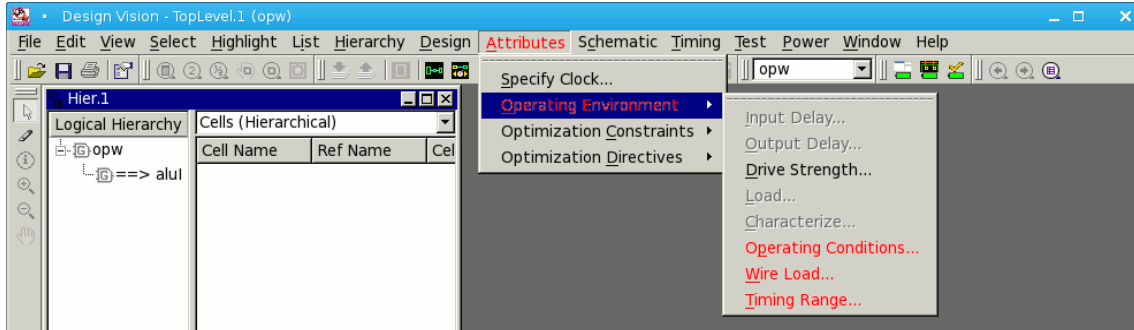 Design Vision - TopLevel.1 (opw)
File Edit View Select Highlight List Hierarchy Design Attributes Schematic Timing Test Power Window Help
opw
Specify Clock...
Operating Environment
Optimization Constraints
Optimization Directives
Input Delay...
Output Delay...
Drive Strength...
Load...
Characterize...
Operating Conditions...
Wire Load...
Timing Range...
Hier.1
Logical Hierarchy
Cells (Hierarchical)
opw
==> aluI
Cell Name Ref Name Cel